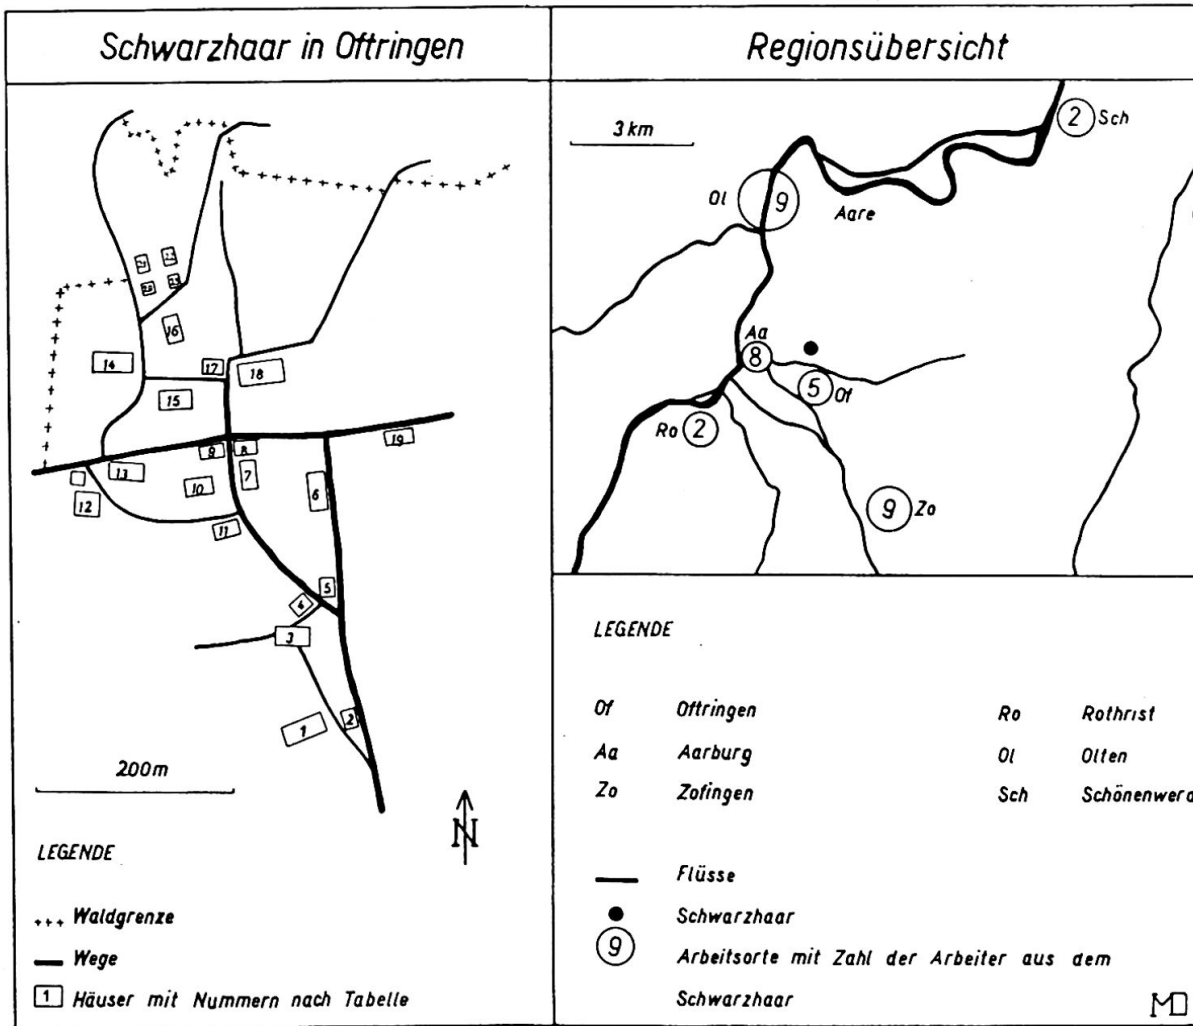 Schwarzhaar in Oftringen
20
23
16
14
17
18
15
19
9
8
13
7
10
6
12
11
5
4
3
1
2
200m
N
LEGENDE
+++ Waldgrenze
Wege
1 Häuser mit Nummern nach Tabelle
Regionsübersicht
3 km
2 Sch
Ol 9
Aare
Aa
8
5 Of
Ro 2
9 Zo
LEGENDE
Of Oftringen Ro Rothrist
Aa Aarburg Ol Olten
Zo Zofingen Sch Schönenwerd
Flüsse
Schwarzhaar
9 Arbeitsorte mit Zahl der Arbeiter aus dem
Schwarzhaar
MD